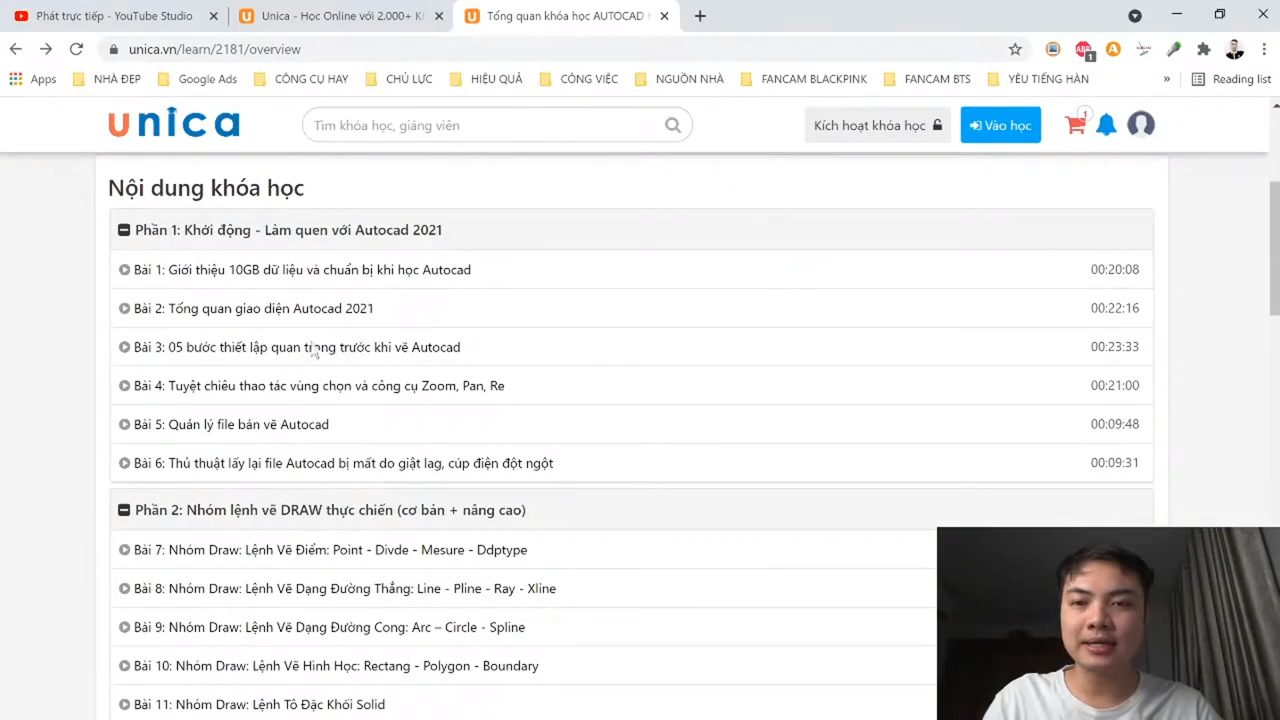 Phát trực tiếp - YouTube Studio
Unica - Học Online với 2.000+ K
Tổng quan khóa học AUTOCAD
unica.vn/learn/2181/overview
ABP
1
Apps
NHÀ ĐẸP
Google Ads
CÔNG CỤ HAY
CHỦ LỰC
HIỆU QUẢ
CÔNG VIỆC
NGUỒN NHÀ
FANCAM BLACKPINK
FANCAM BTS
YÊU TIẾNG HÀN
»
Reading list
unica
Tìm khóa học, giảng viên
Kích hoạt khóa học
Vào học
1
Nội dung khóa học
Phần 1: Khởi động - Làm quen với Autocad 2021
Bài 1: Giới thiệu 10GB dữ liệu và chuẩn bị khi học Autocad 00:20:08
Bài 2: Tổng quan giao diện Autocad 2021 00:22:16
Bài 3: 05 bước thiết lập quan trọng trước khi vẽ Autocad 00:23:33
Bài 4: Tuyệt chiêu thao tác vùng chọn và công cụ Zoom, Pan, Re 00:21:00
Bài 5: Quản lý file bản vẽ Autocad 00:09:48
Bài 6: Thủ thuật lấy lại file Autocad bị mất do giật lag, cúp điện đột ngột 00:09:31
Phần 2: Nhóm lệnh vẽ DRAW thực chiến (cơ bản + nâng cao)
Bài 7: Nhóm Draw: Lệnh Vẽ Điểm: Point - Divde - Mesure - Ddptype
Bài 8: Nhóm Draw: Lệnh Vẽ Dạng Đường Thẳng: Line - Pline - Ray - Xline
Bài 9: Nhóm Draw: Lệnh Vẽ Dạng Đường Cong: Arc – Circle - Spline
Bài 10: Nhóm Draw: Lệnh Vẽ Hình Học: Rectang - Polygon - Boundary
Bài 11: Nhóm Draw: Lệnh Tô Đặc Khối Solid